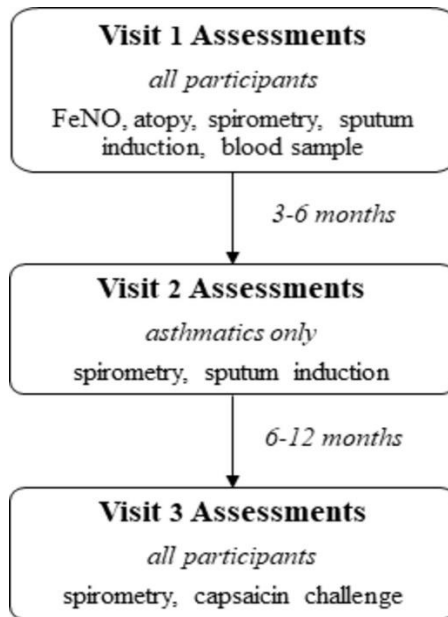 Visit 1 Assessments
all participants
FeNO, atopy, spirometry, sputum
induction, blood sample
3-6 months
Visit 2 Assessments
asthmatics only
spirometry, sputum induction
6-12 months
Visit 3 Assessments
all participants
spirometry, capsaicin challenge